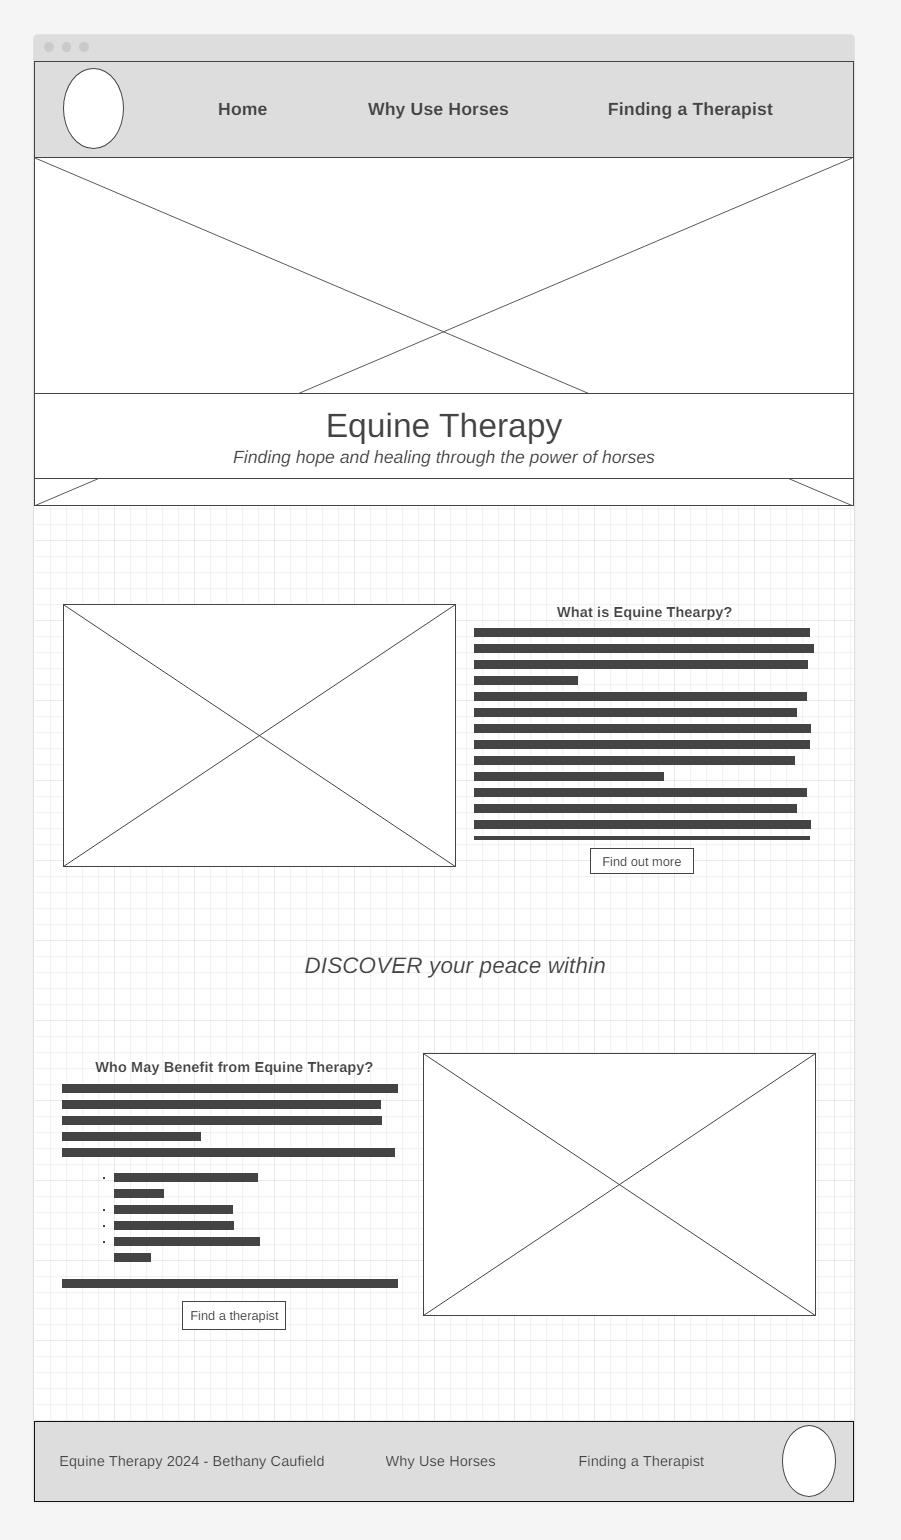 Home Why Use Horses Finding a Therapist
Equine Therapy
Finding hope and healing through the power of horses
What is Equine Thearpy?
Find out more
DISCOVER your peace within
Who May Benefit from Equine Therapy?
Find a therapist
Equine Therapy 2024 - Bethany Caufield Why Use Horses Finding a Therapist